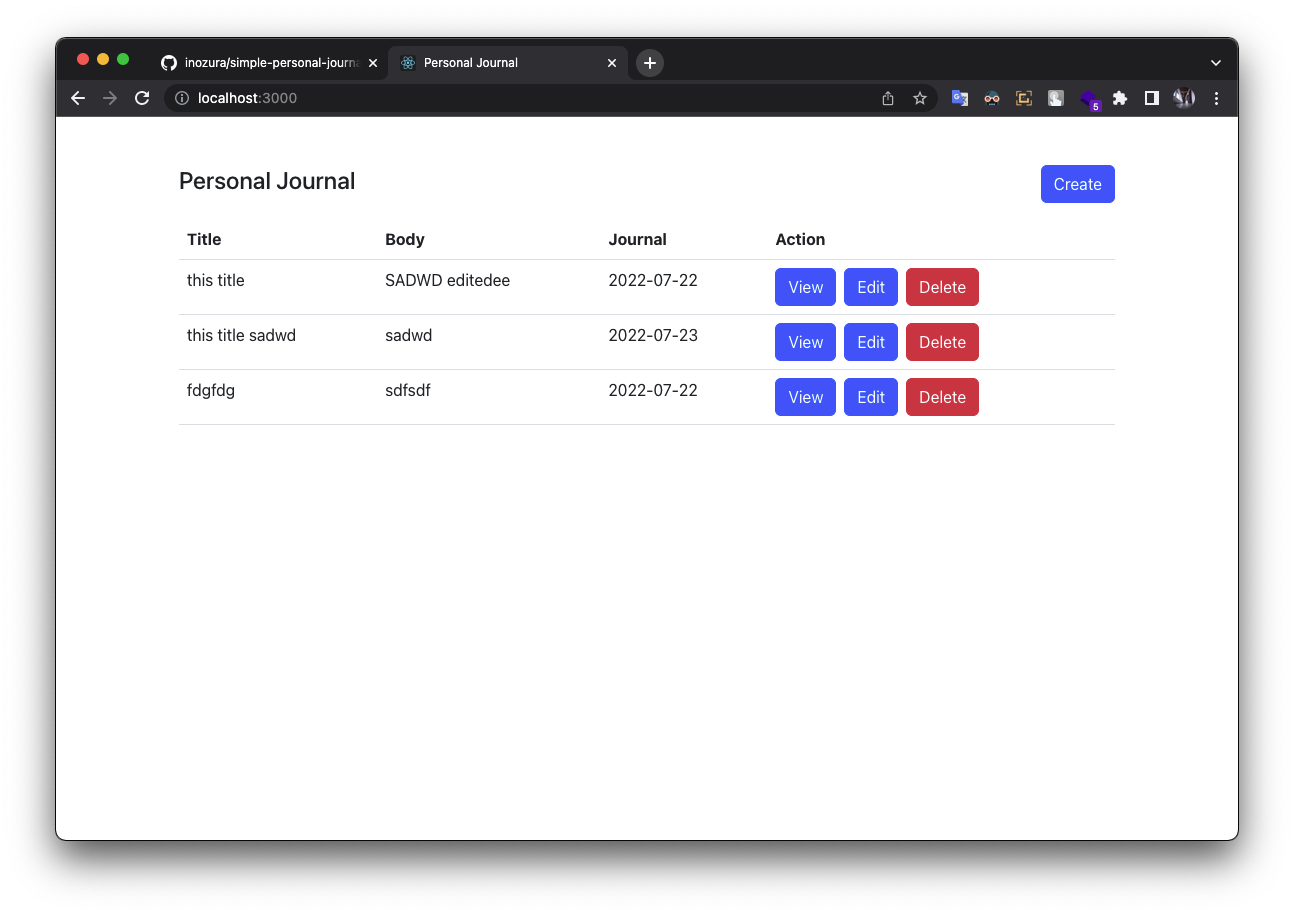 inozura/simple-personal-journa
Personal Journal
localhost:3000
5
Personal Journal
Create
Title Body Journal Action
this title SADWD editedee 2022-07-22 View Edit Delete
this title sadwd sadwd 2022-07-23 View Edit Delete
fdgfdg sdfsdf 2022-07-22 View Edit Delete